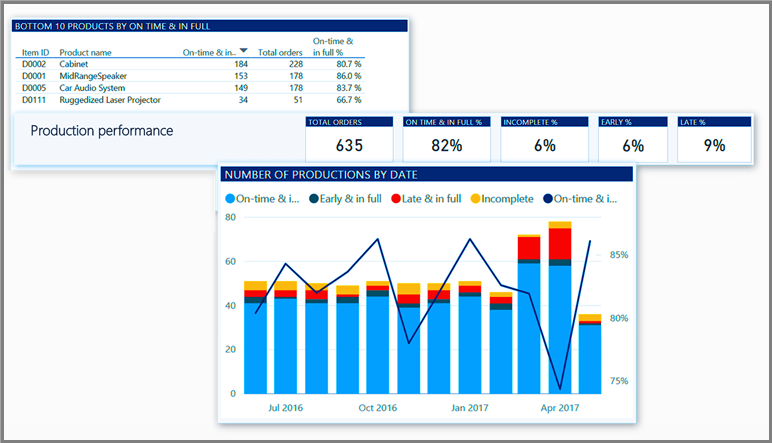 BOTTOM 10 PRODUCTS BY ON TIME & IN FULL
Item ID Product name On-time & in.. Total orders On-time & in full %
D0002 Cabinet 184 228 80.7 %
D0001 MidRangeSpeaker 153 178 86.0 %
D0005 Car Audio System 149 178 83.7 %
D0111 Ruggedized Laser Projector 34 51 66.7 %
Production performance
TOTAL ORDERS ON TIME & IN FULL % INCOMPLETE % EARLY % LATE %
635 82% 6% 6% 9%
NUMBER OF PRODUCTIONS BY DATE
On-time & i... Early & in full Late & in full Incomplete On-time & i...
80
60
40
20
0
85%
80%
75%
Jul 2016 Oct 2016 Jan 2017 Apr 2017